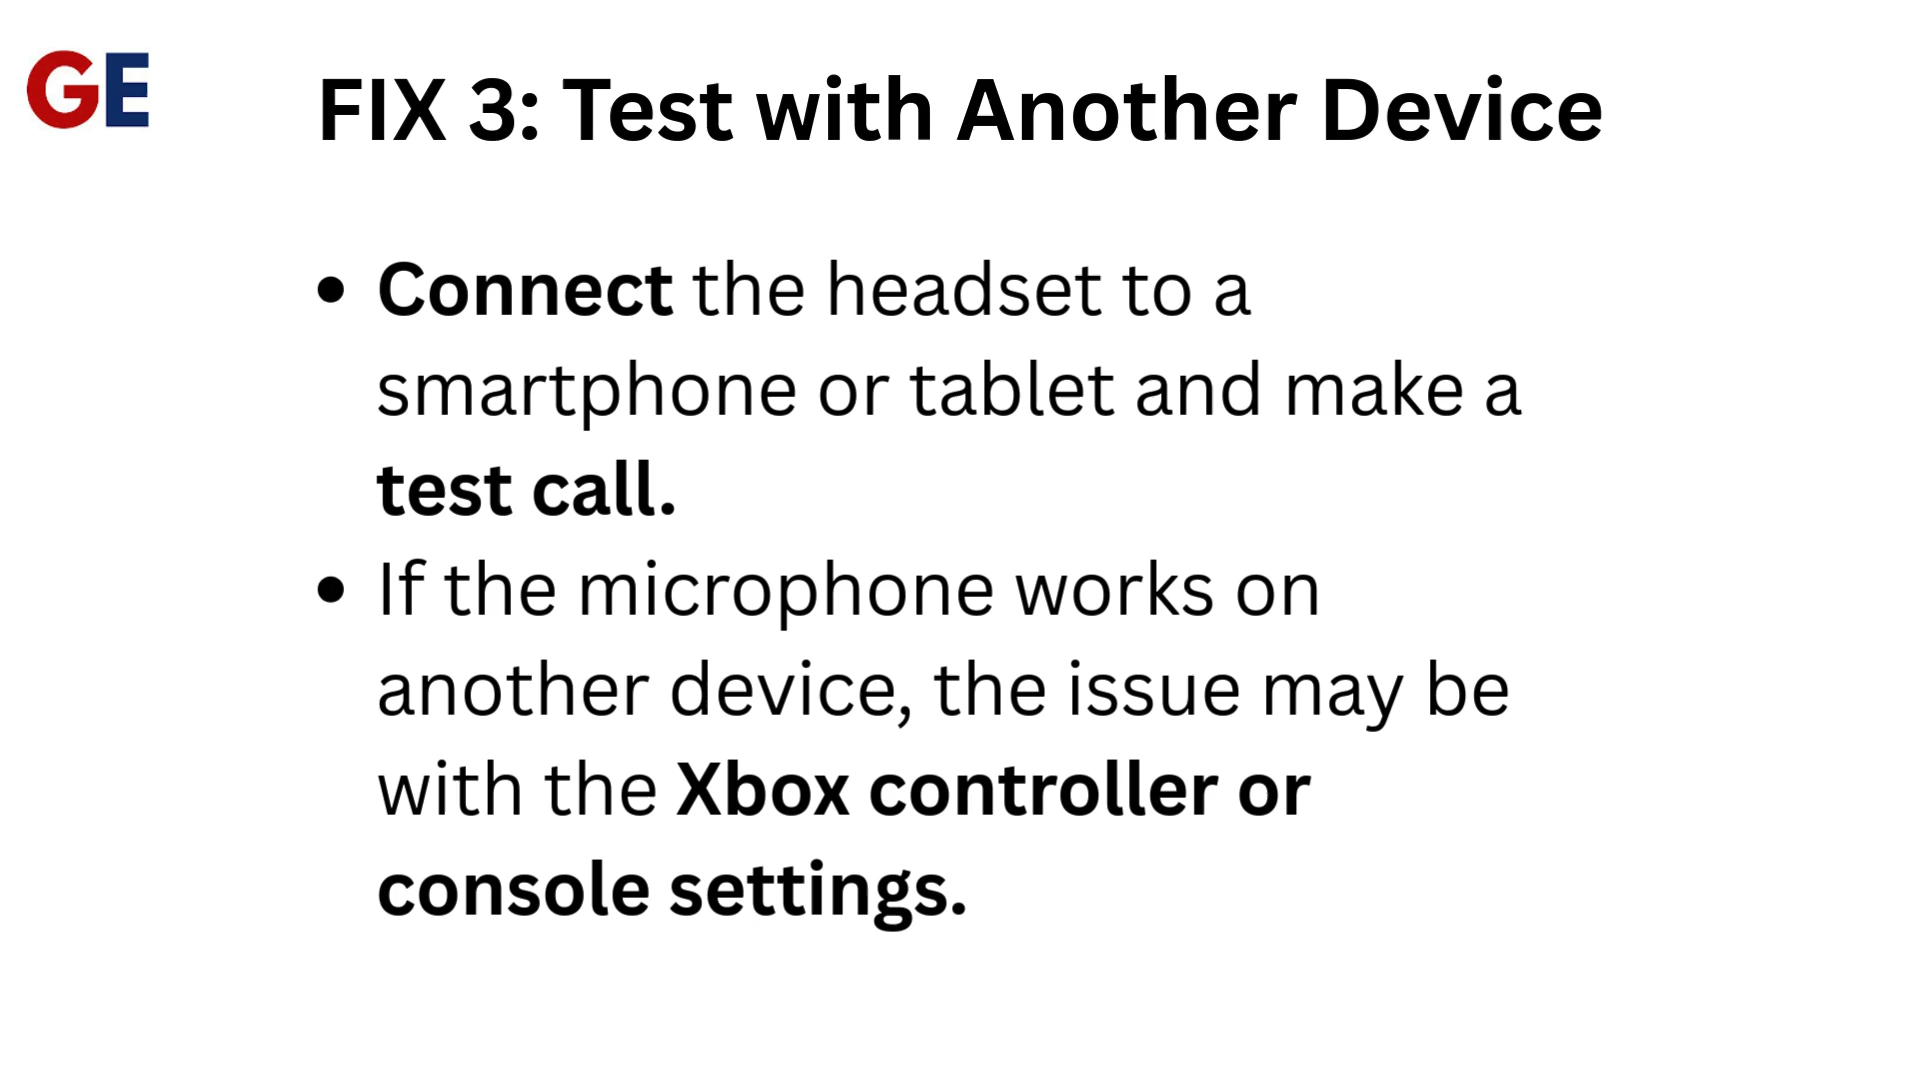 GE
FIX 3: Test with Another Device
• Connect the headset to a
smartphone or tablet and make a
test call.
• If the microphone works on
another device, the issue may be
with the Xbox controller or
console settings.